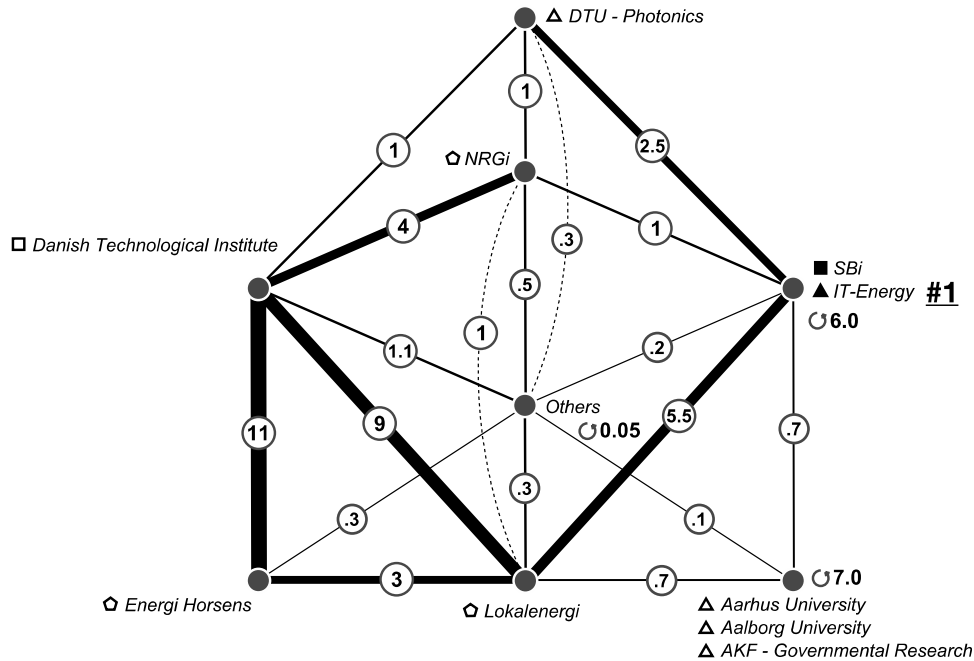 DTU - Photonics
1
1
2.5
NRGi
4
1
.3
Danish Technological Institute
SBi
IT-Energy #1
6.0
.5
1
1.1
.2
Others
0.05
11
9
5.5
.7
.3
.3
.1
3
.7
7.0
Energi Horsens
Lokalenergi
Aarhus University
Aalborg University
AKF - Governmental Research